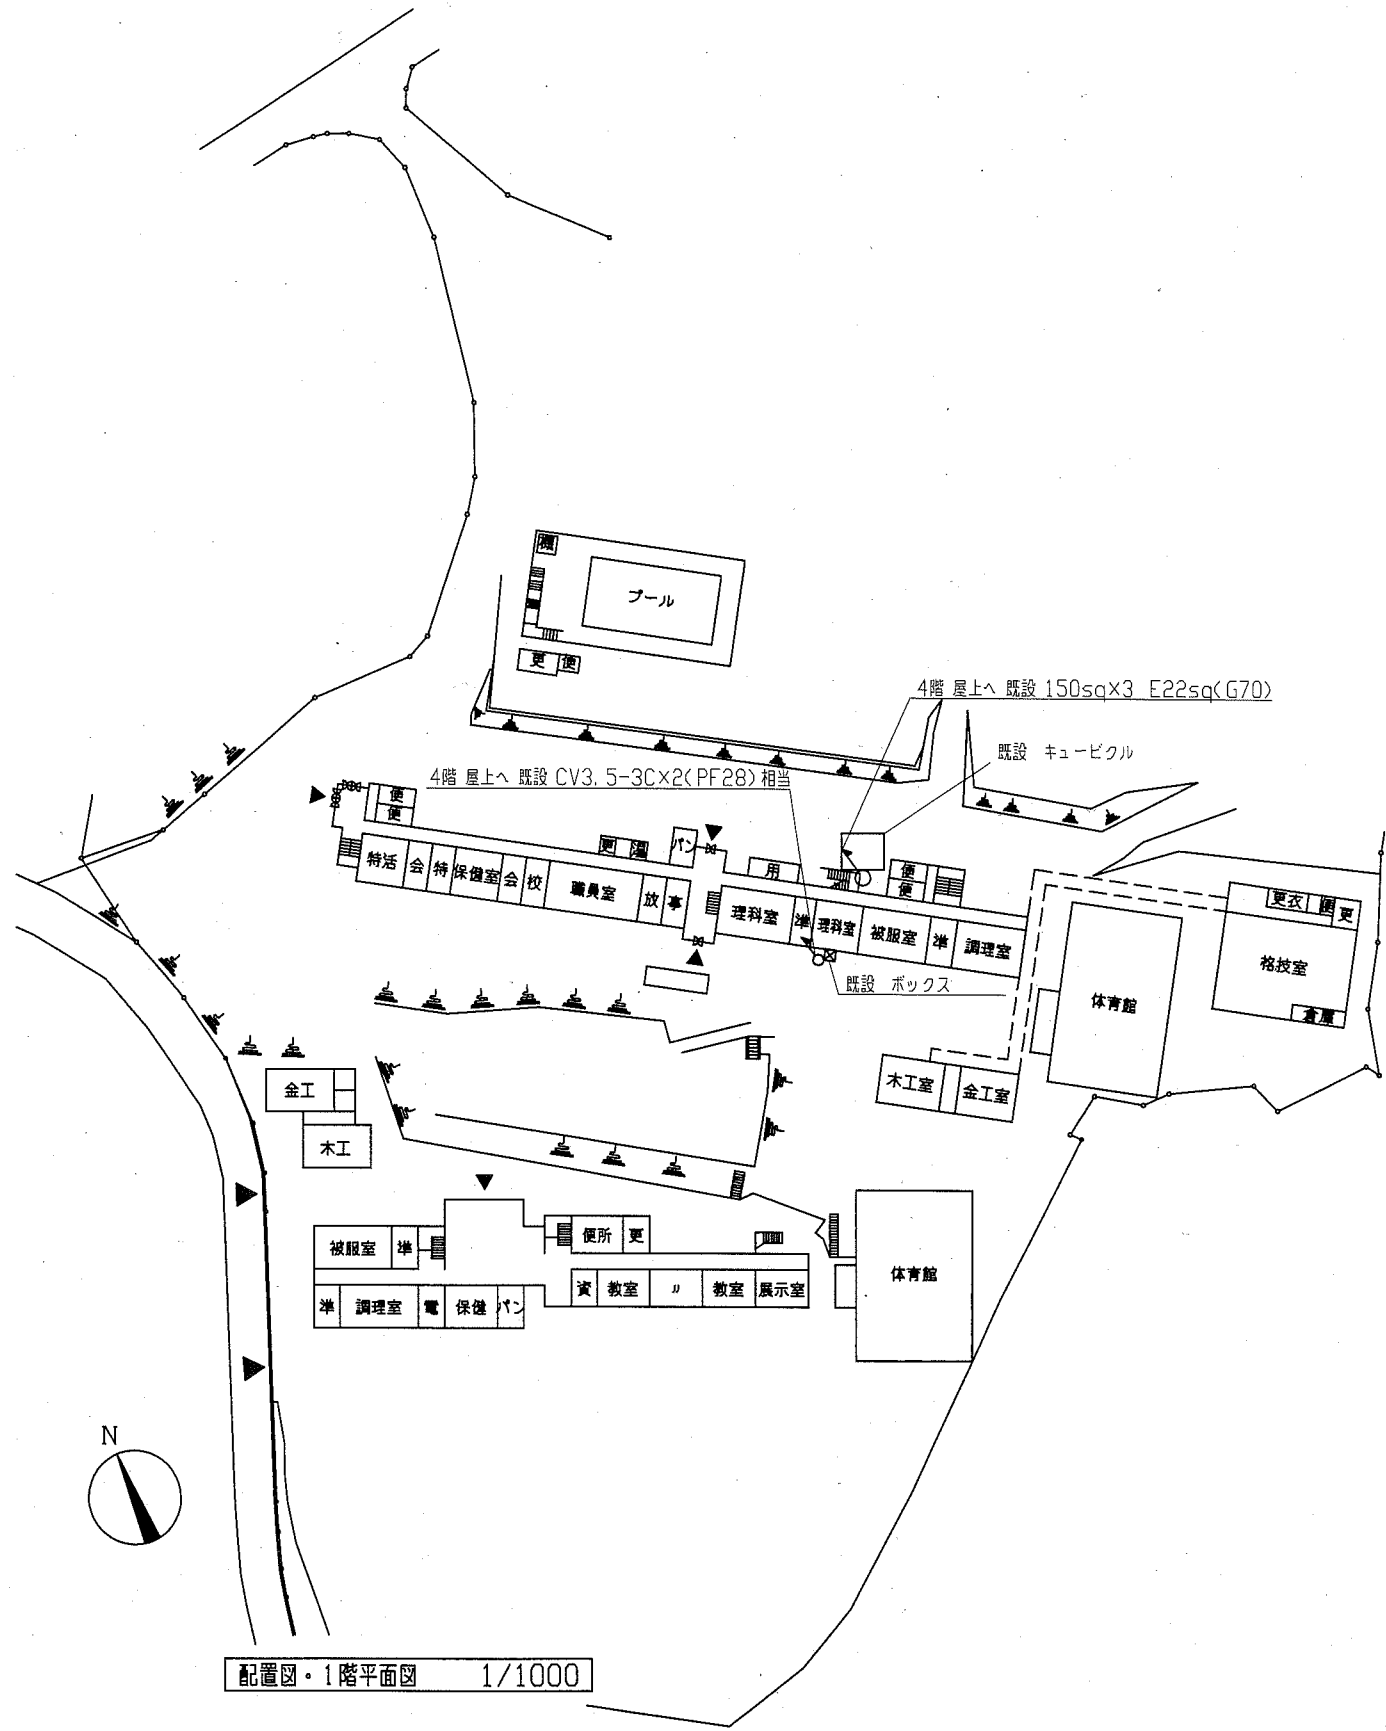 機
プール
更 便
4階 屋上へ 既設 150sq×3 E22sq(G70)
既設 キュービクル
4階 屋上へ 既設 CV3.5-3C×2(PF28)相当
便
便
更 湯 パン
特活 会 特 保健室 会 校 職員室 放 事
用
便
便
理科室 準 理科室 被服室 準 調理室
既設 ボックス
更衣 便 更
格技室
倉庫
体育館
木工室 金工室
金工
木工
被服室 準
便所 更
準 調理室 電 保健 パン
資 教室 〃 教室 展示室
体育館
N
配置図・1階平面図 1/1000